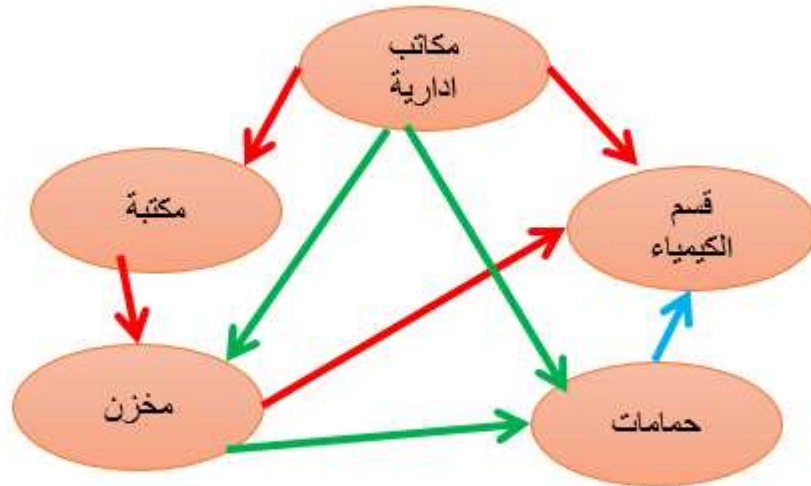 مكاتب
ادارية
مكتبة
قسم
الكيمياء
مخزن
حمامات